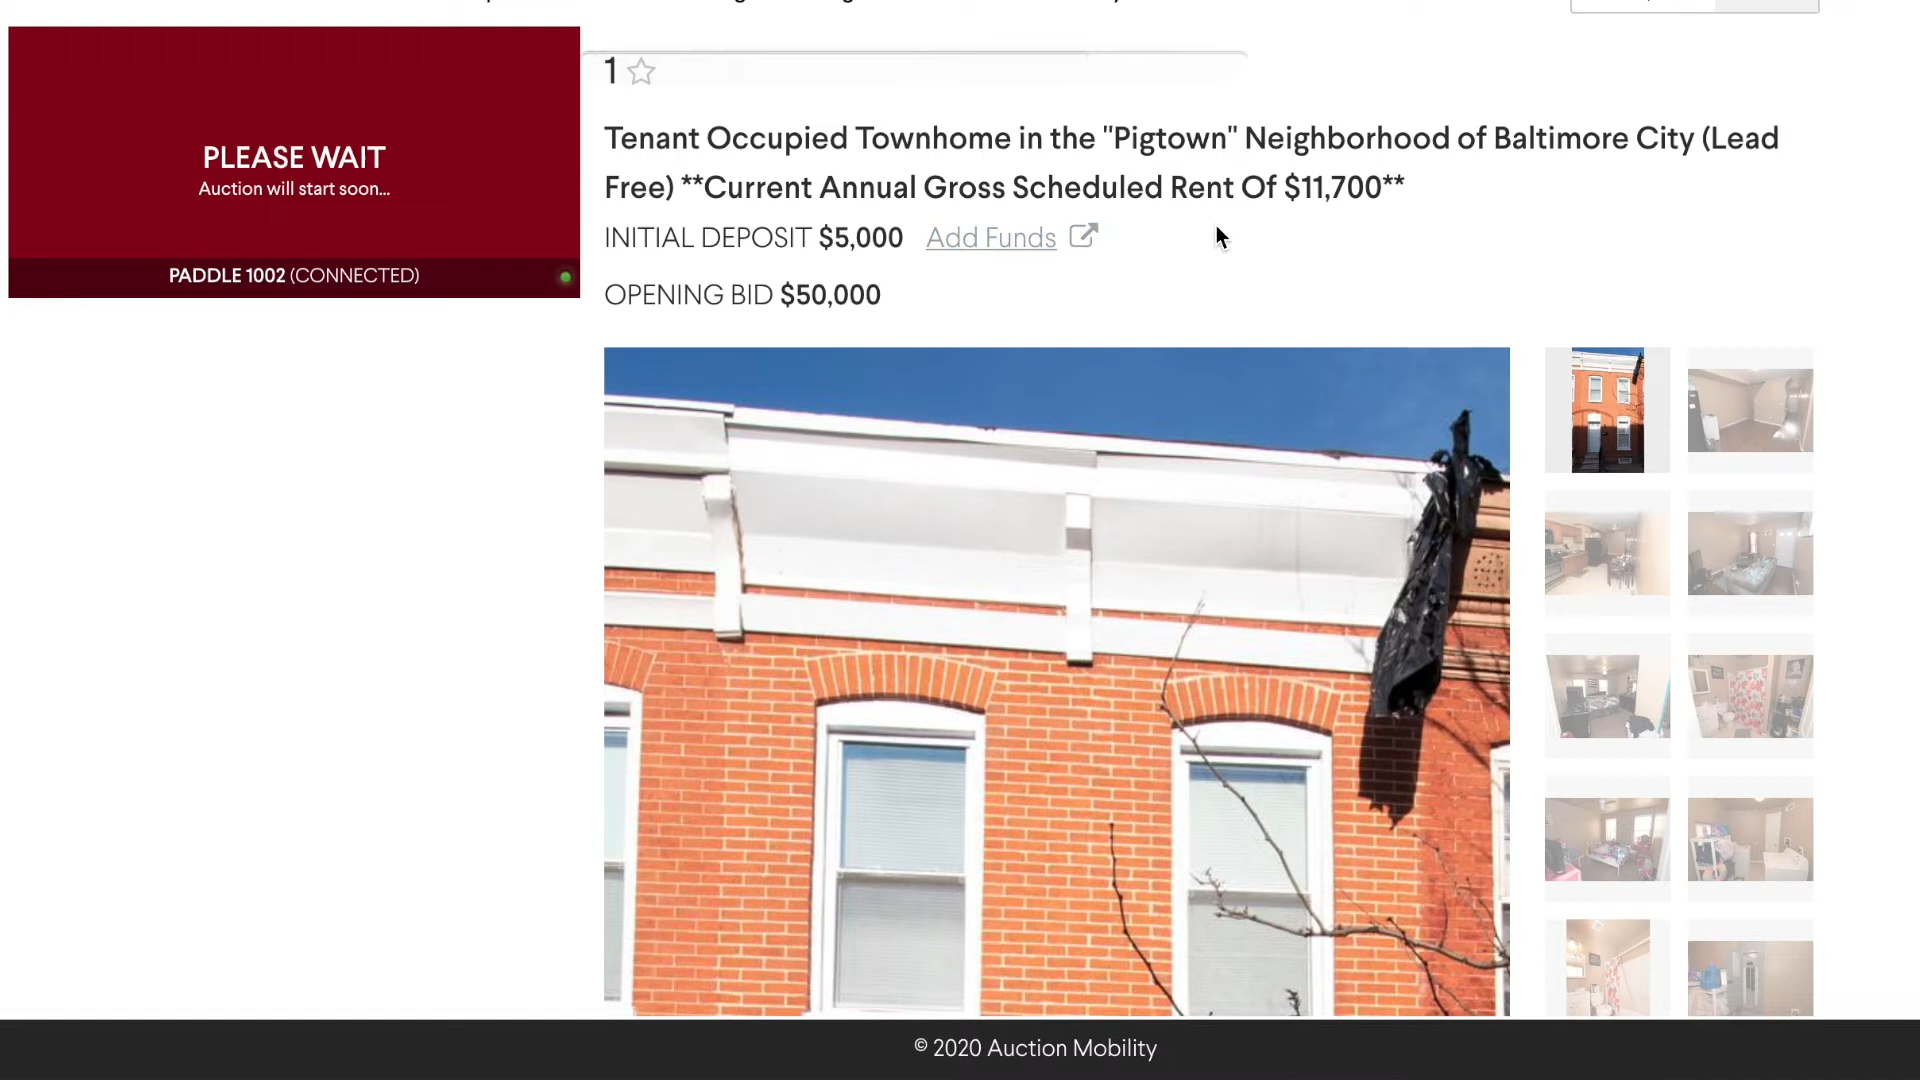 1
Tenant Occupied Townhome in the "Pigtown" Neighborhood of Baltimore City (Lead
Free) **Current Annual Gross Scheduled Rent Of $11,700**
INITIAL DEPOSIT $5,000 Add Funds
OPENING BID $50,000
PLEASE WAIT
Auction will start soon...
PADDLE 1002 (CONNECTED)
© 2020 Auction Mobility